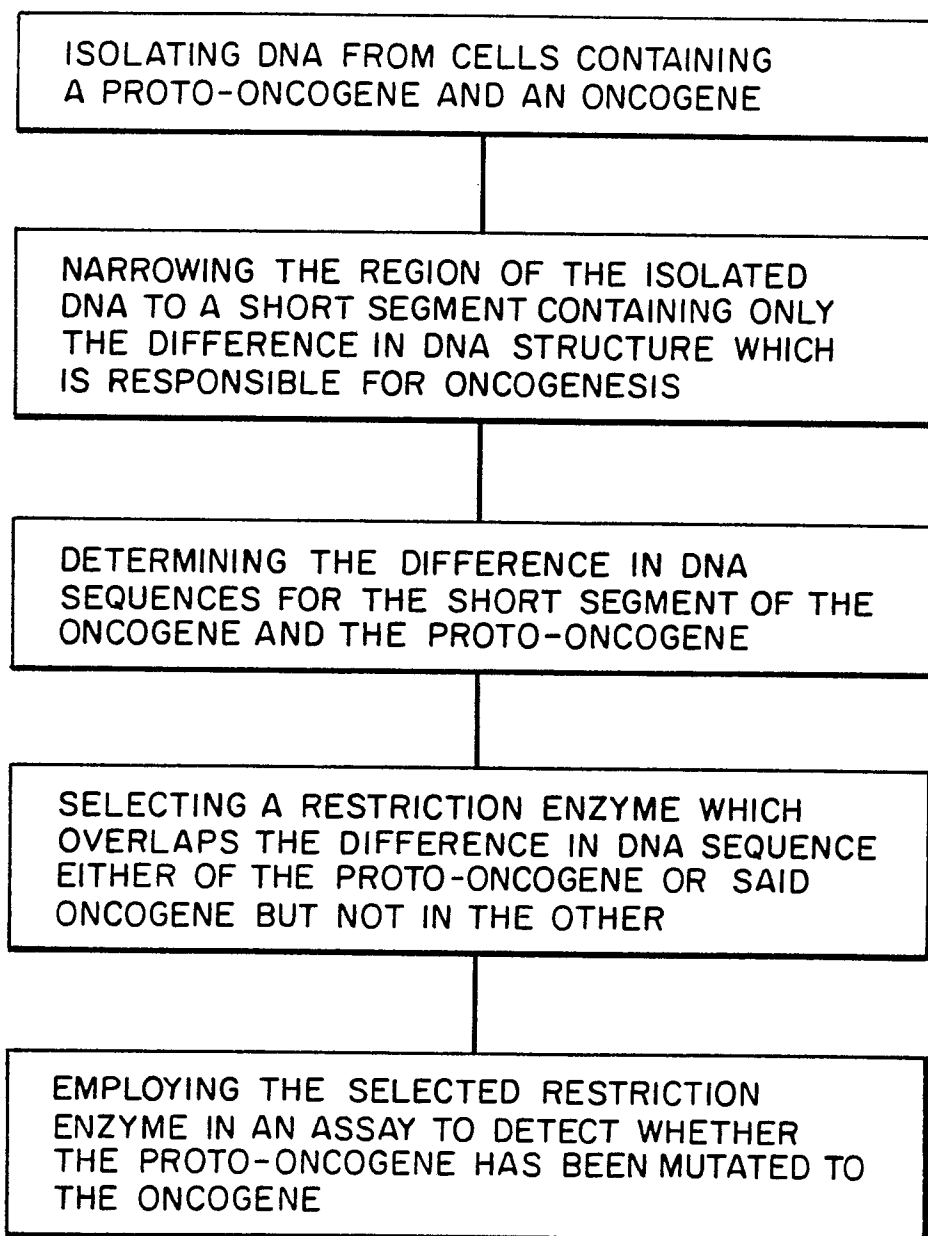 ISOLATING DNA FROM CELLS CONTAINING
A PROTO-ONCOGENE AND AN ONCOGENE
NARROWING THE REGION OF THE ISOLATED
DNA TO A SHORT SEGMENT CONTAINING ONLY
THE DIFFERENCE IN DNA STRUCTURE WHICH
IS RESPONSIBLE FOR ONCOGENESIS
DETERMINING THE DIFFERENCE IN DNA
SEQUENCES FOR THE SHORT SEGMENT OF THE
ONCOGENE AND THE PROTO-ONCOGENE
SELECTING A RESTRICTION ENZYME WHICH
OVERLAPS THE DIFFERENCE IN DNA SEQUENCE
EITHER OF THE PROTO-ONCOGENE OR SAID
ONCOGENE BUT NOT IN THE OTHER
EMPLOYING THE SELECTED RESTRICTION
ENZYME IN AN ASSAY TO DETECT WHETHER
THE PROTO-ONCOGENE HAS BEEN MUTATED TO
THE ONCOGENE